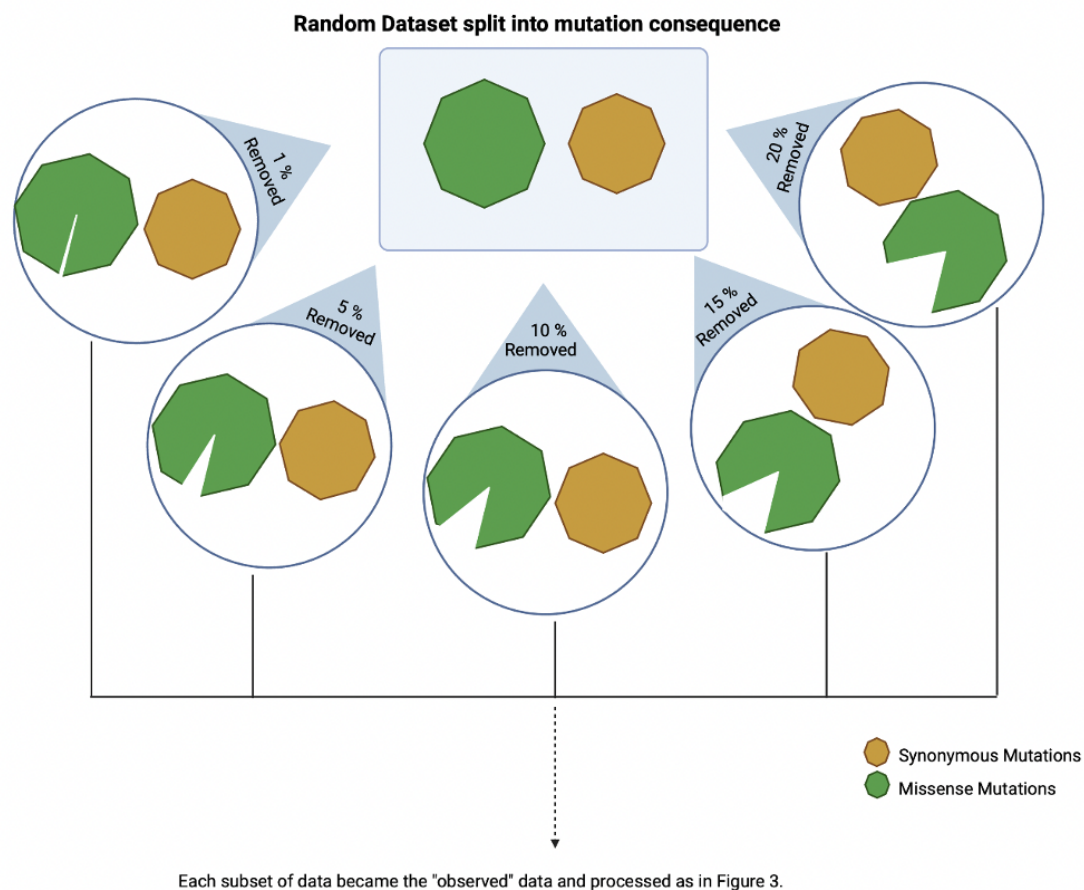 Random Dataset split into mutation consequence
1 %
Removed
5 %
Removed
10 %
Removed
15 %
Removed
20 %
Removed
Synonymous Mutations
Missense Mutations
Each subset of data became the "observed" data and processed as in Figure 3.